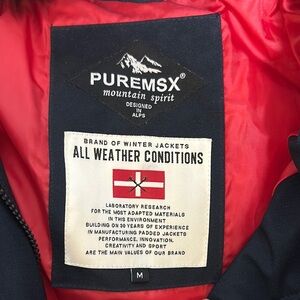 PUREMSX®
mountain spirit
DESIGNED
IN
ALPS
BRAND OF WINTER JACKETS
ALL WEATHER CONDITIONS
LABORATORY RESEARCH
FOR THE MOST ADAPTED MATERIALS
IN THIS ENVIRONMENT
BUILDING ON 30 YEARS OF EXPERIENCE
IN MANUFACTURING PADDED JACKETS
PERFORMANCE, INNOVATION,
CREATIVITY AND SPORT
ARE THE MAIN VALUES OF OUR BRAND
M